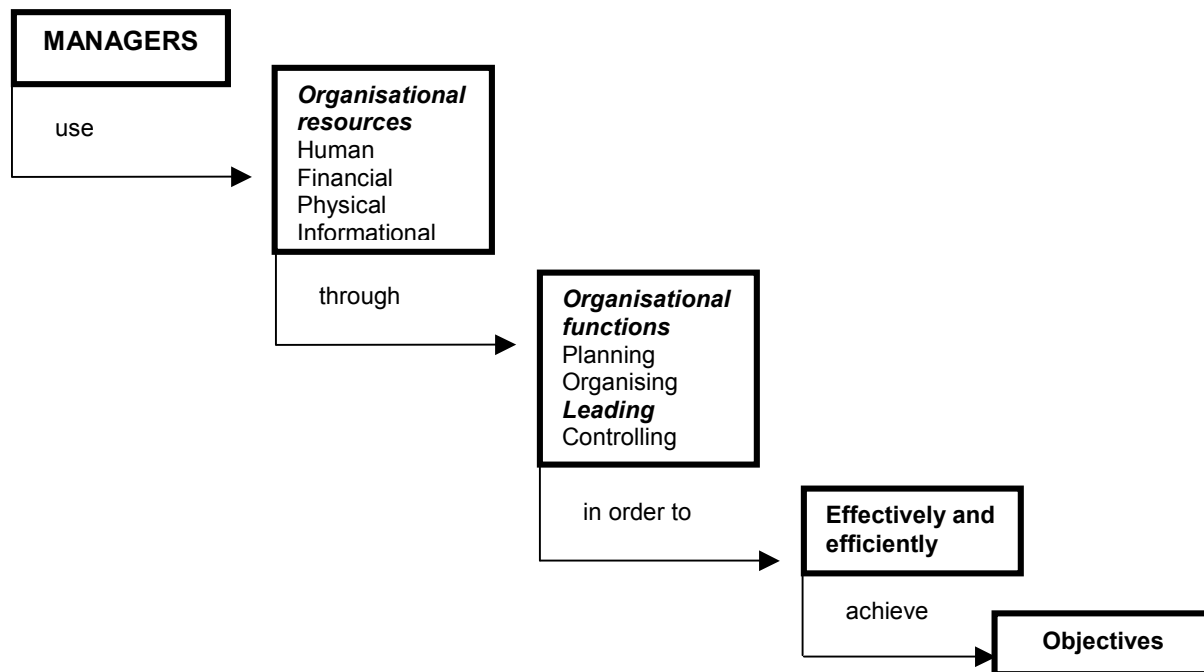 MANAGERS
use
Organisational
resources
Human
Financial
Physical
Informational
through
Organisational
functions
Planning
Organising
Leading
Controlling
in order to
Effectively and
efficiently
achieve
Objectives